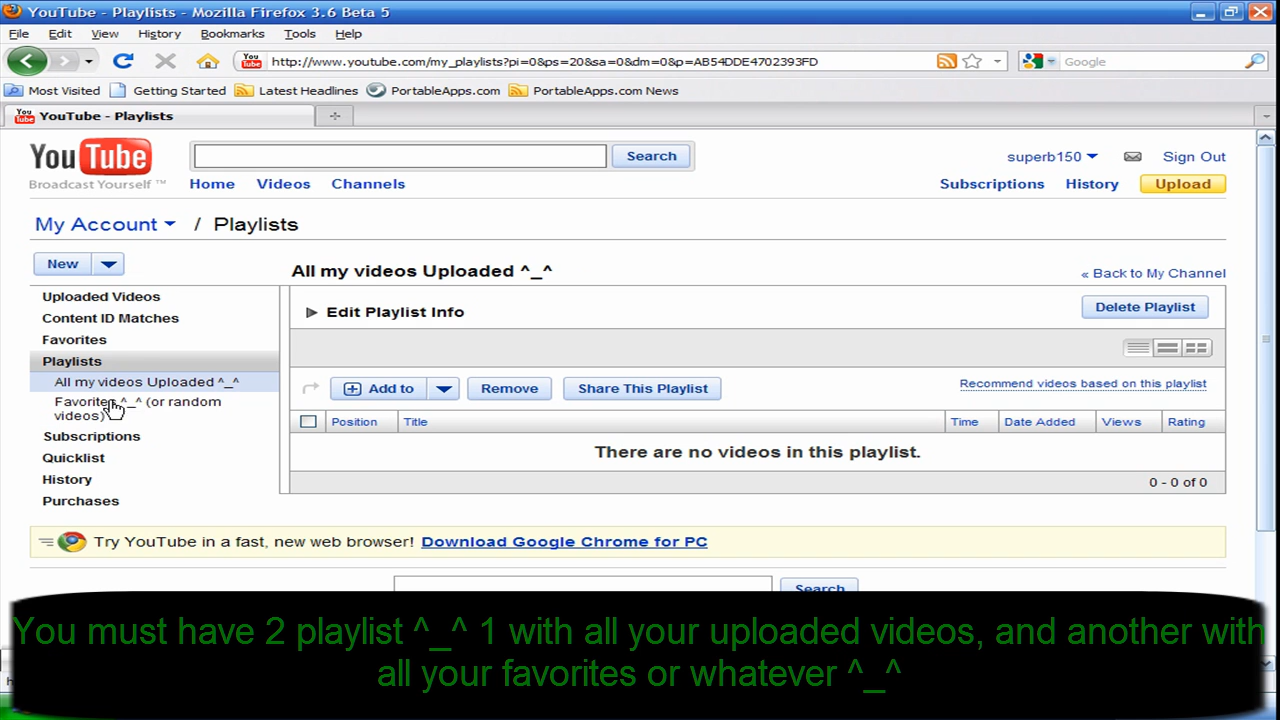 YouTube - Playlists - Mozilla Firefox 3.6 Beta 5
File Edit View History Bookmarks Tools Help
You Tube http://www.youtube.com/my_playlists?pi=0&ps=20&sa=0&dm=0&p=AB54DDE4702393FD Google
Most Visited Getting Started Latest Headlines PortableApps.com PortableApps.com News
You Tube YouTube - Playlists
You Tube Search superb150 Sign Out
Broadcast Yourself ™ Home Videos Channels Subscriptions History Upload
My Account / Playlists
New
All my videos Uploaded ^_^ « Back to My Channel
Uploaded Videos
Content ID Matches
Favorites
Playlists
All my videos Uploaded ^_^
Favorites ^_^ (or random
videos)
Subscriptions
Quicklist
History
Purchases
Edit Playlist Info Delete Playlist
Add to Remove Share This Playlist Recommend videos based on this playlist
Position Title Time Date Added Views Rating
There are no videos in this playlist.
0 - 0 of 0
Try YouTube in a fast, new web browser! Download Google Chrome for PC
Search
You must have 2 playlist ^_^ 1 with all your uploaded videos, and another with
all your favorites or whatever ^_^